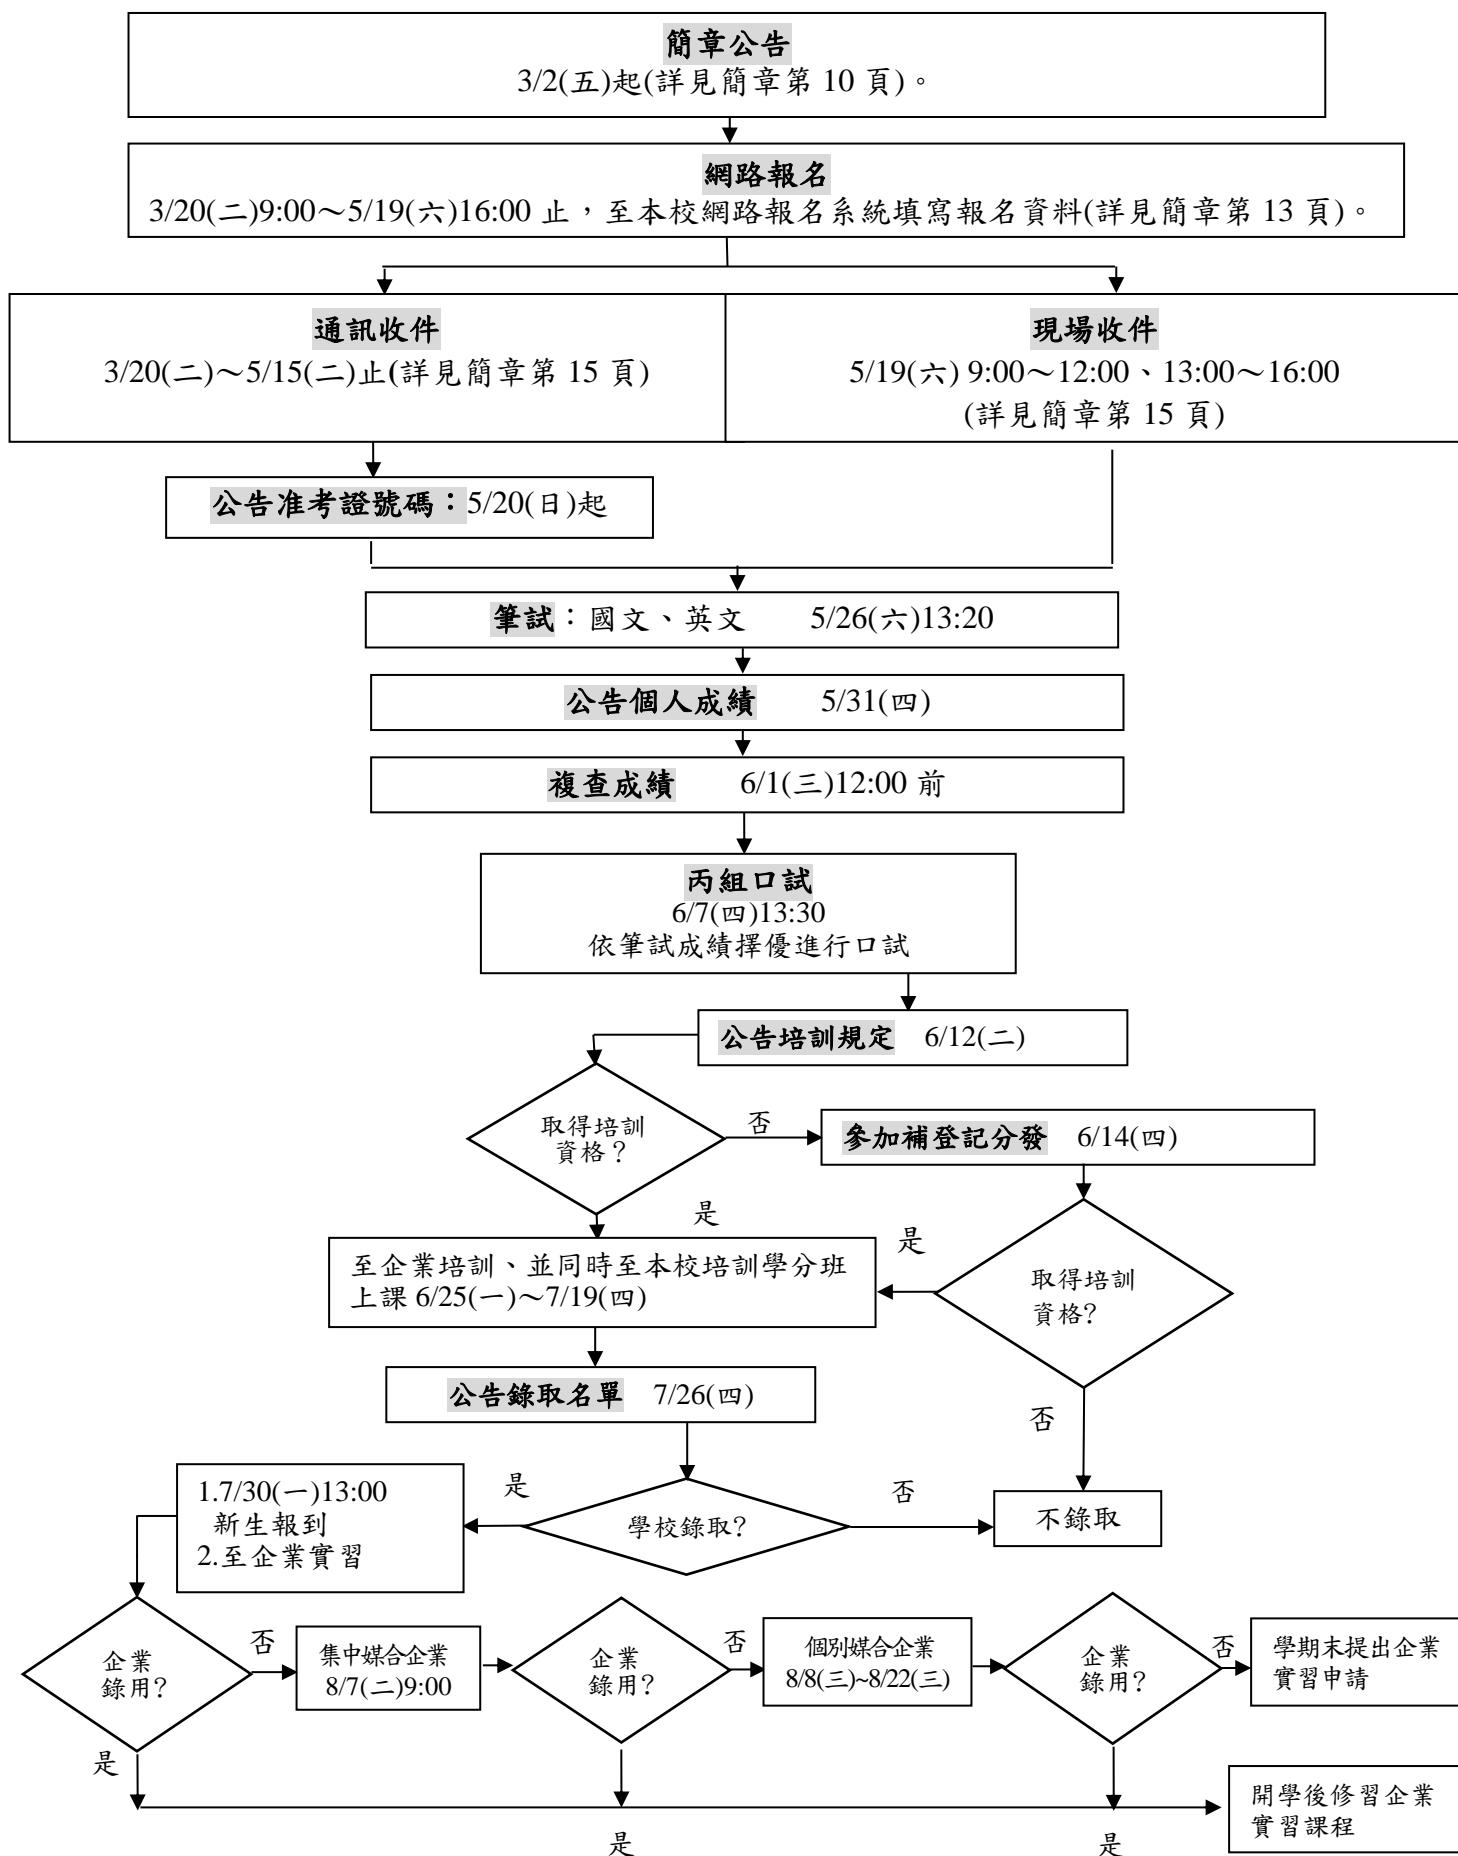 簡章公告
3/2(五)起(詳見簡章第 10 頁)。
網路報名
3/20(二)9:00～5/19(六)16:00 止，至本校網路報名系統填寫報名資料(詳見簡章第 13 頁)。
通訊收件
3/20(二)～5/15(二)止(詳見簡章第 15 頁)
現場收件
5/19(六) 9:00～12:00、13:00～16:00
(詳見簡章第 15 頁)
公告准考證號碼：5/20(日)起
筆試：國文、英文 5/26(六)13:20
公告個人成績 5/31(四)
複查成績 6/1(三)12:00 前
丙組口試
6/7(四)13:30
依筆試成績擇優進行口試
公告培訓規定 6/12(二)
取得培訓
資格？
否
參加補登記分發 6/14(四)
是
至企業培訓、並同時至本校培訓學分班
上課 6/25(一)～7/19(四)
是
取得培訓
資格?
公告錄取名單 7/26(四)
否
1.7/30(一)13:00
新生報到
2.至企業實習
是
學校錄取?
否
不錄取
企業
錄用?
否
集中媒合企業
8/7(二)9:00
企業
錄用?
否
個別媒合企業
8/8(三)~8/22(三)
企業
錄用?
否
學期末提出企業
實習申請
是
是
是
開學後修習企業
實習課程